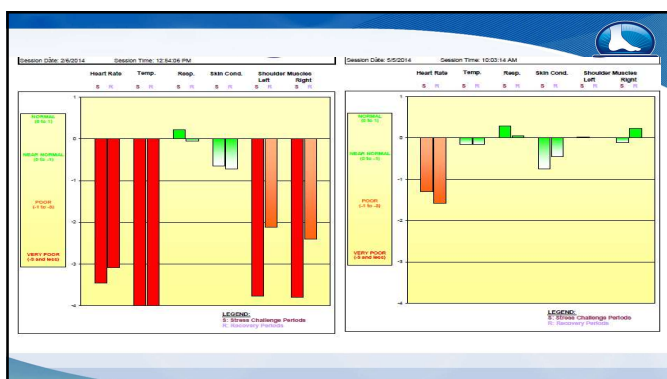 Session Date: 2/6/2014 Session Time: 12:54:06 PM
Heart Rate Temp. Resp. Skin Cond. Shoulder Muscles
Left Right
S R S R S R S R S R S R
1
0
-1
-2
-3
-4
NORMAL
(0 to 1)
NEAR NORMAL
(0 to -1)
POOR
(-1 to -3)
VERY POOR
(-3 and less)
LEGEND:
S: Stress Challenge Periods
R: Recovery Periods
Session Date: 5/5/2014 Session Time: 10:03:14 AM
Heart Rate Temp. Resp. Skin Cond. Shoulder Muscles
Left Right
S R S R S R S R S R S R
1
0
-1
-2
-3
-4
NORMAL
(0 to 1)
NEAR NORMAL
(0 to -1)
POOR
(-1 to -3)
VERY POOR
(-3 and less)
LEGEND:
S: Stress Challenge Periods
R: Recovery Periods